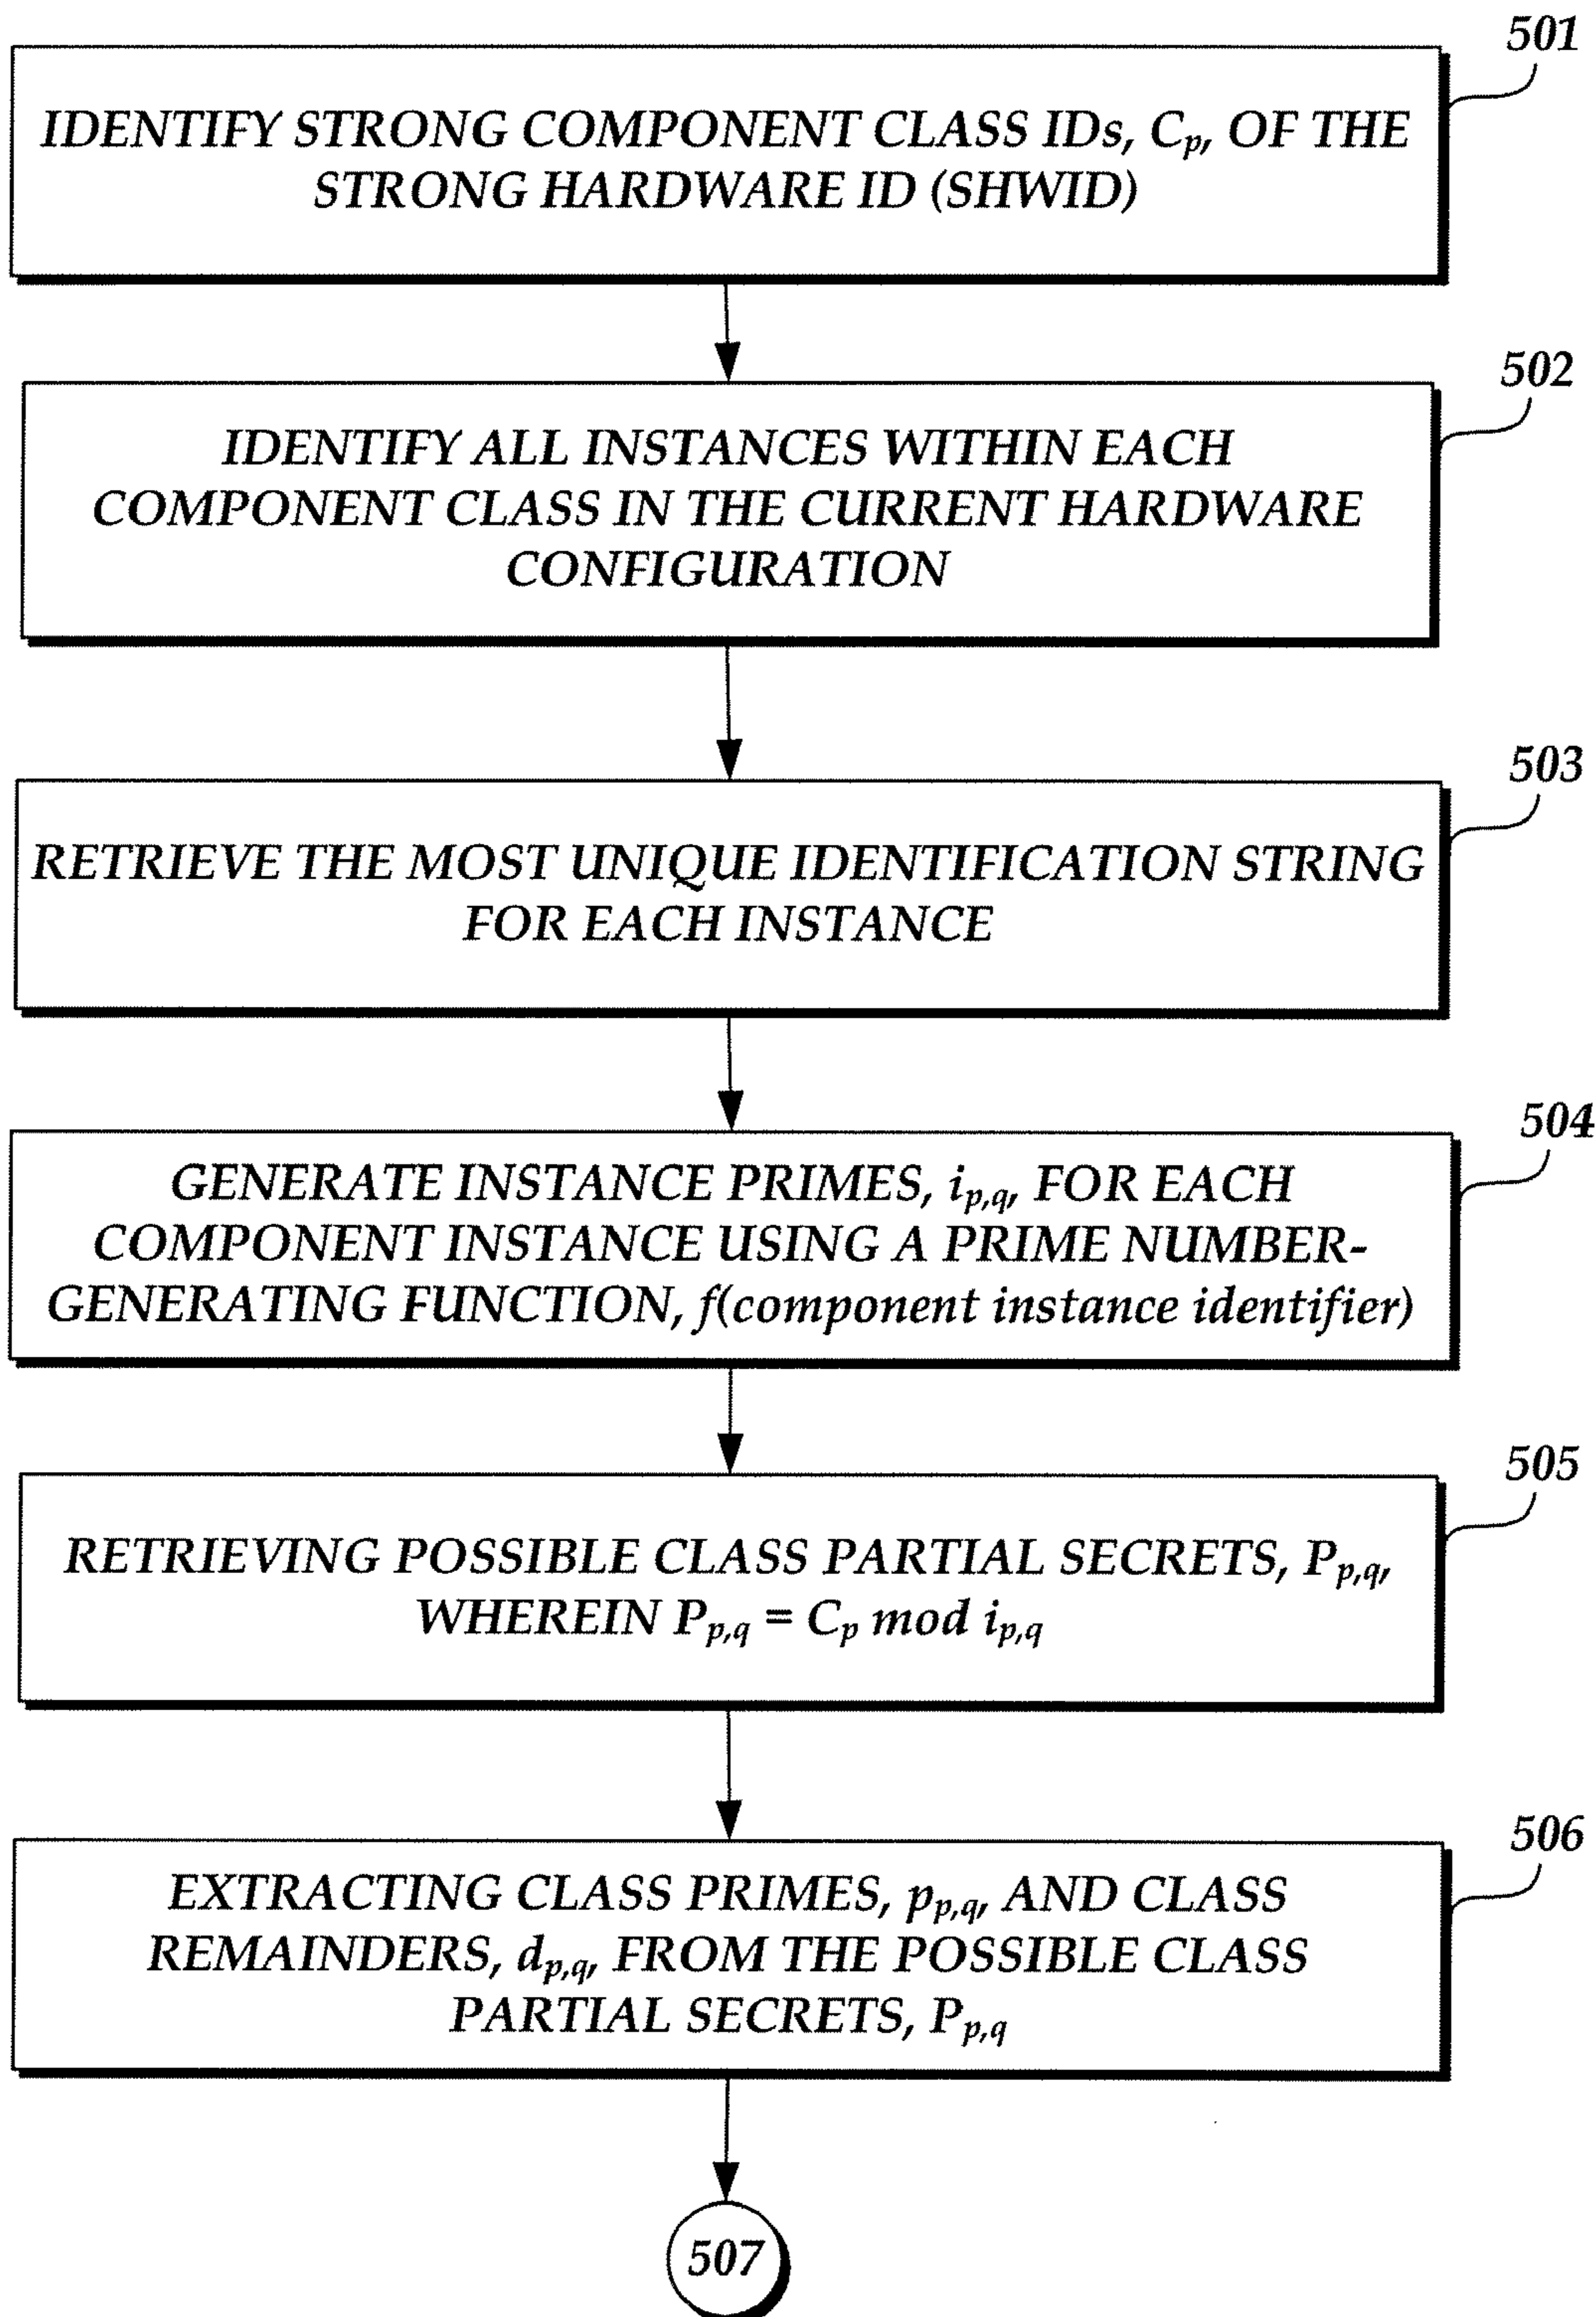 501
IDENTIFY STRONG COMPONENT CLASS IDs, Cp, OF THE
STRONG HARDWARE ID (SHWID)
502
IDENTIFY ALL INSTANCES WITHIN EACH
COMPONENT CLASS IN THE CURRENT HARDWARE
CONFIGURATION
503
RETRIEVE THE MOST UNIQUE IDENTIFICATION STRING
FOR EACH INSTANCE
504
GENERATE INSTANCE PRIMES, ip,q, FOR EACH
COMPONENT INSTANCE USING A PRIME NUMBER-
GENERATING FUNCTION, f(component instance identifier)
505
RETRIEVING POSSIBLE CLASS PARTIAL SECRETS, Pp,q,
WHEREIN Pp,q = Cp mod ip,q
506
EXTRACTING CLASS PRIMES, pp,q, AND CLASS
REMAINDERS, dp,q, FROM THE POSSIBLE CLASS
PARTIAL SECRETS, Pp,q
507